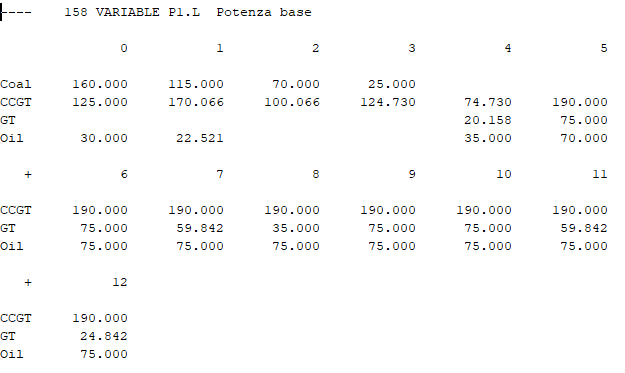 ----    158 VARIABLE P1.L  Potenza base
0           1           2           3           4           5
Coal     160.000     115.000      70.000      25.000
CCGT     125.000     170.066     100.066     124.730      74.730     190.000
GT                                                        20.158      75.000
Oil       30.000      22.521                              35.000      70.000
+           6           7           8           9          10          11
CCGT     190.000     190.000     190.000     190.000     190.000     190.000
GT        75.000      59.842      35.000      75.000      75.000      59.842
Oil       75.000      75.000      75.000      75.000      75.000      75.000
+          12
CCGT     190.000
GT        24.842
Oil       75.000